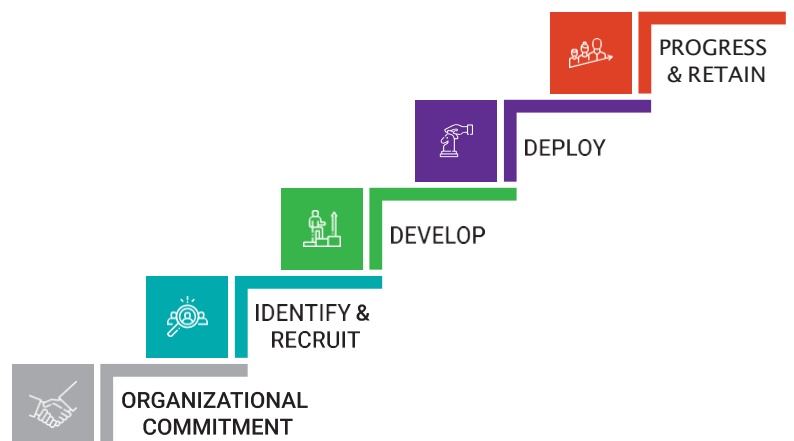 PROGRESS
& RETAIN
DEPLOY
DEVELOP
IDENTIFY &
RECRUIT
ORGANIZATIONAL
COMMITMENT